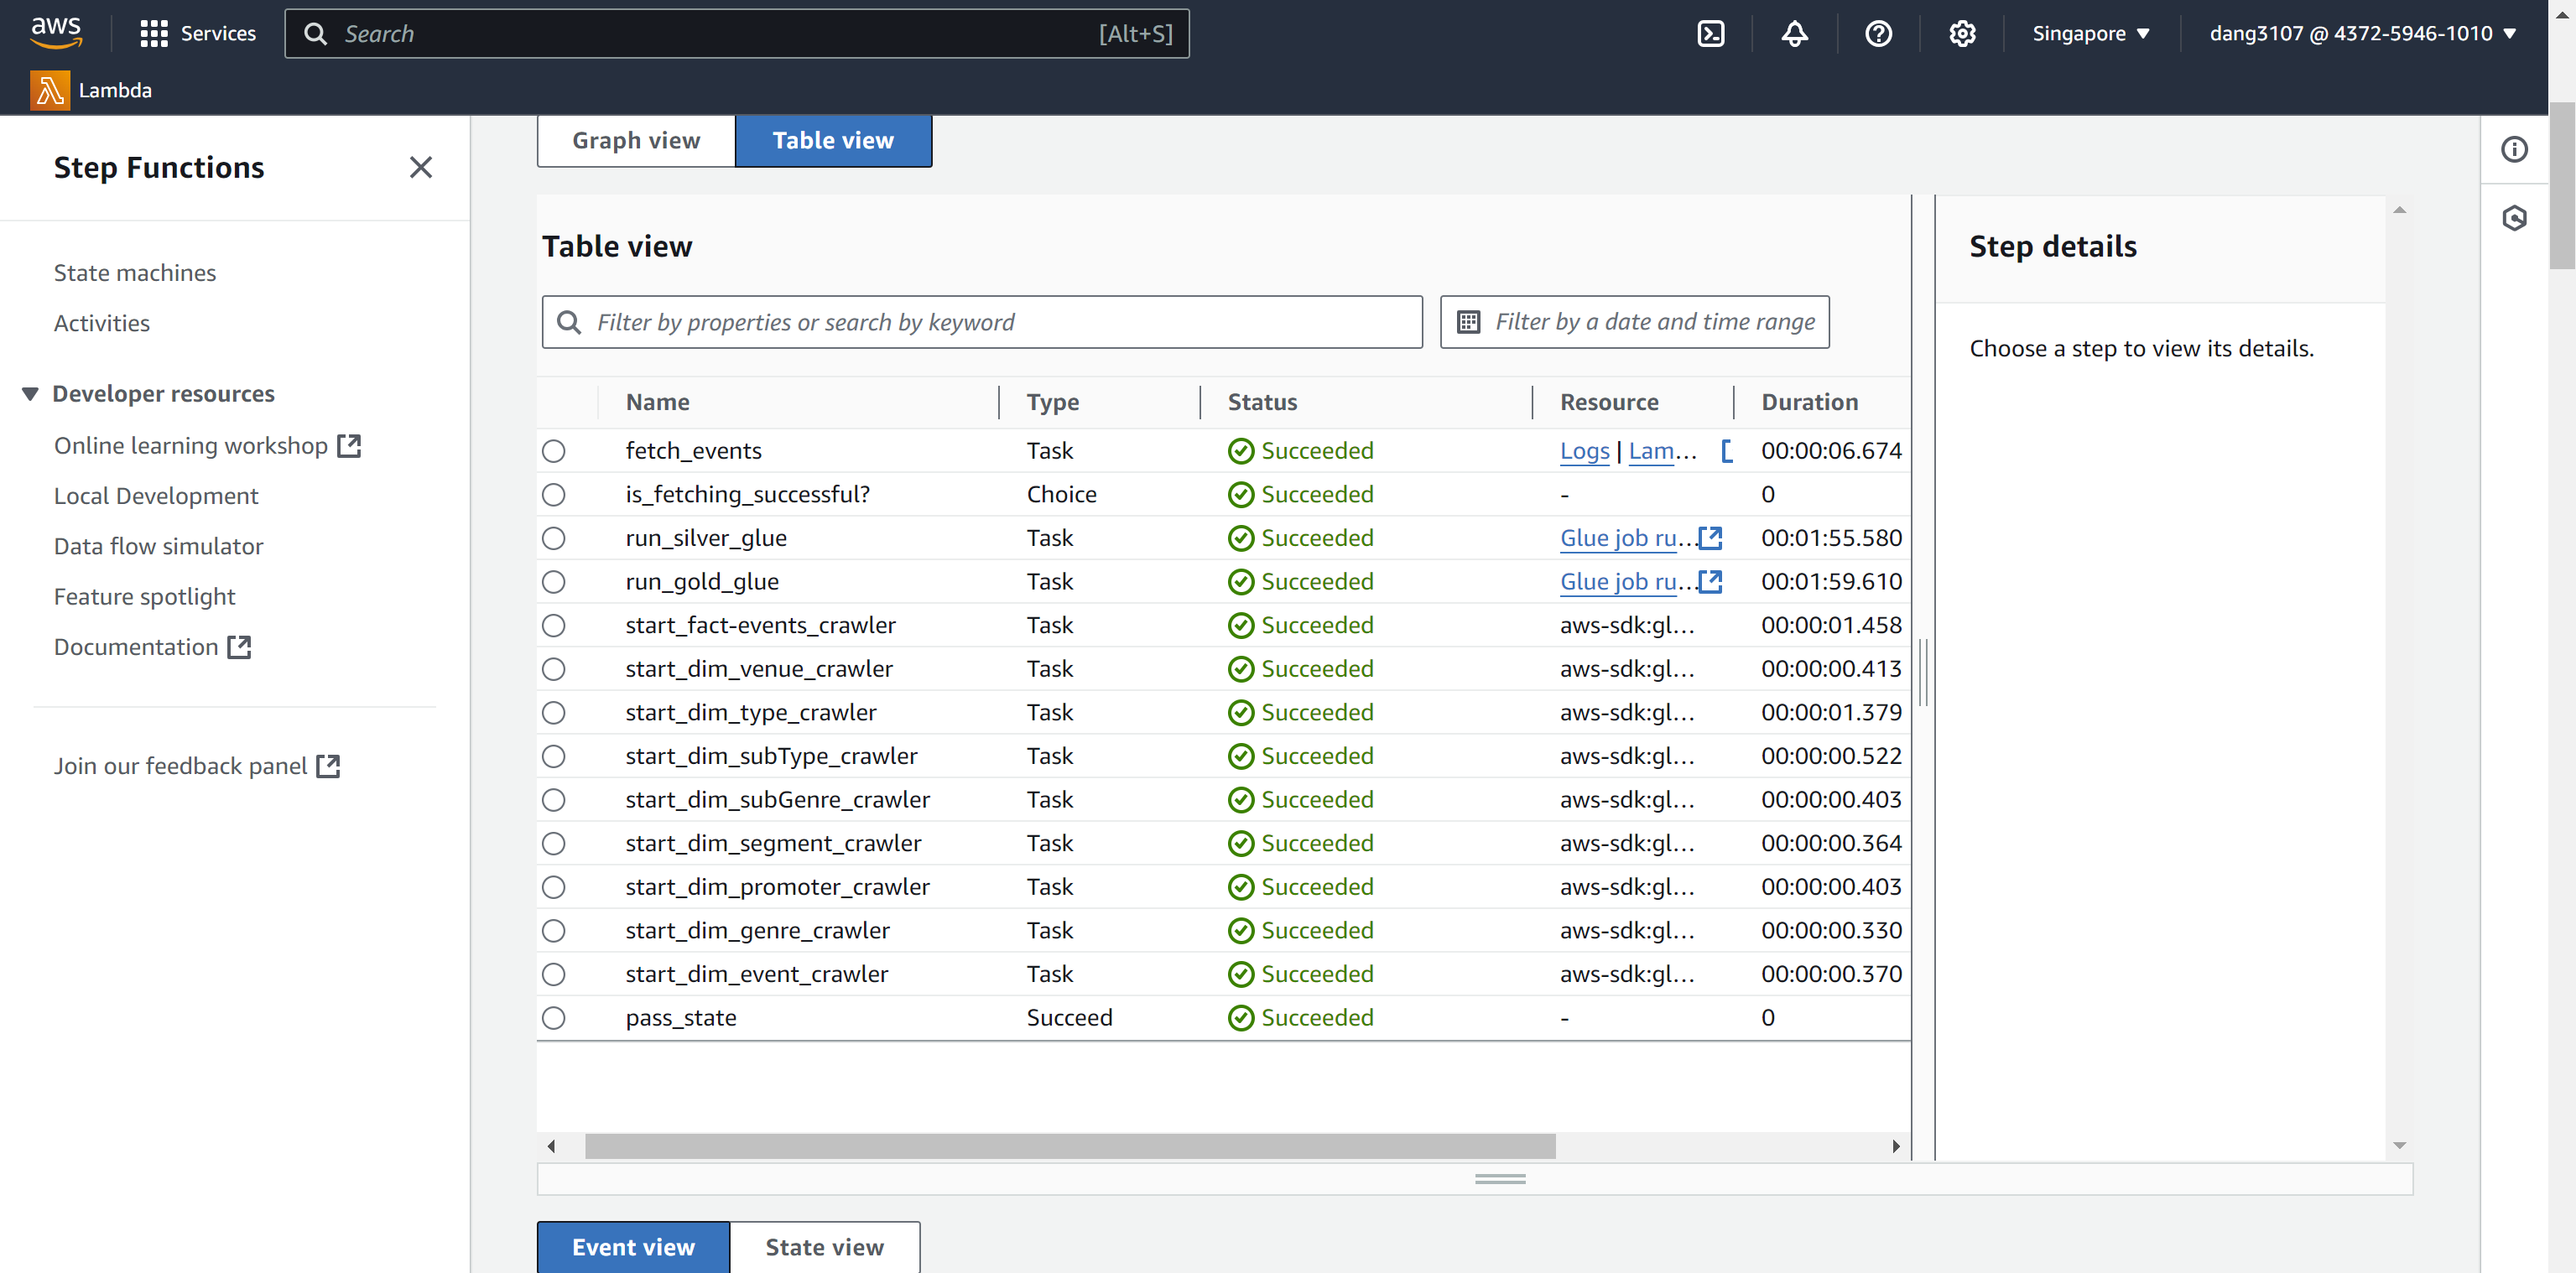 aws Services Search [Alt+S] Singapore ▼ dang3107 @ 4372-5946-1010 ▼
Lambda
Step Functions
State machines
Activities
▼ Developer resources
Online learning workshop
Local Development
Data flow simulator
Feature spotlight
Documentation
Join our feedback panel
Graph view Table view
Table view
Filter by properties or search by keyword Filter by a date and time range
Name Type Status Resource Duration
fetch_events Task Succeeded Logs | Lam... 00:00:06.674
is_fetching_successful? Choice Succeeded - 0
run_silver_glue Task Succeeded Glue job ru... 00:01:55.580
run_gold_glue Task Succeeded Glue job ru... 00:01:59.610
start_fact-events_crawler Task Succeeded aws-sdk:gl... 00:00:01.458
start_dim_venue_crawler Task Succeeded aws-sdk:gl... 00:00:00.413
start_dim_type_crawler Task Succeeded aws-sdk:gl... 00:00:01.379
start_dim_subType_crawler Task Succeeded aws-sdk:gl... 00:00:00.522
start_dim_subGenre_crawler Task Succeeded aws-sdk:gl... 00:00:00.403
start_dim_segment_crawler Task Succeeded aws-sdk:gl... 00:00:00.364
start_dim_promoter_crawler Task Succeeded aws-sdk:gl... 00:00:00.403
start_dim_genre_crawler Task Succeeded aws-sdk:gl... 00:00:00.330
start_dim_event_crawler Task Succeeded aws-sdk:gl... 00:00:00.370
pass_state Succeed Succeeded - 0
Step details
Choose a step to view its details.
Event view State view